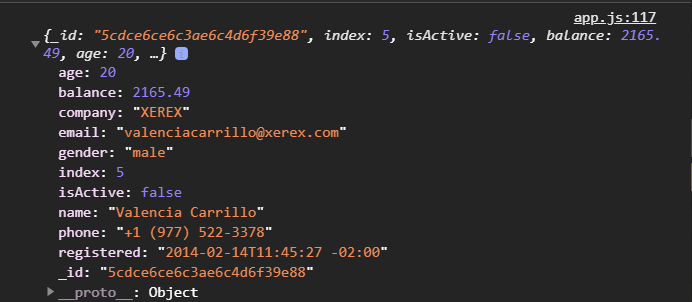 app.js:117
{_id: "5cdce6ce6c3ae6c4d6f39e88", index: 5, isActive: false, balance: 2165.
49, age: 20, …}
age: 20
balance: 2165.49
company: "XEREX"
email: "valenciacarrillo@xerex.com"
gender: "male"
index: 5
isActive: false
name: "Valencia Carrillo"
phone: "+1 (977) 522-3378"
registered: "2014-02-14T11:45:27 -02:00"
_id: "5cdce6ce6c3ae6c4d6f39e88"
__proto__: Object